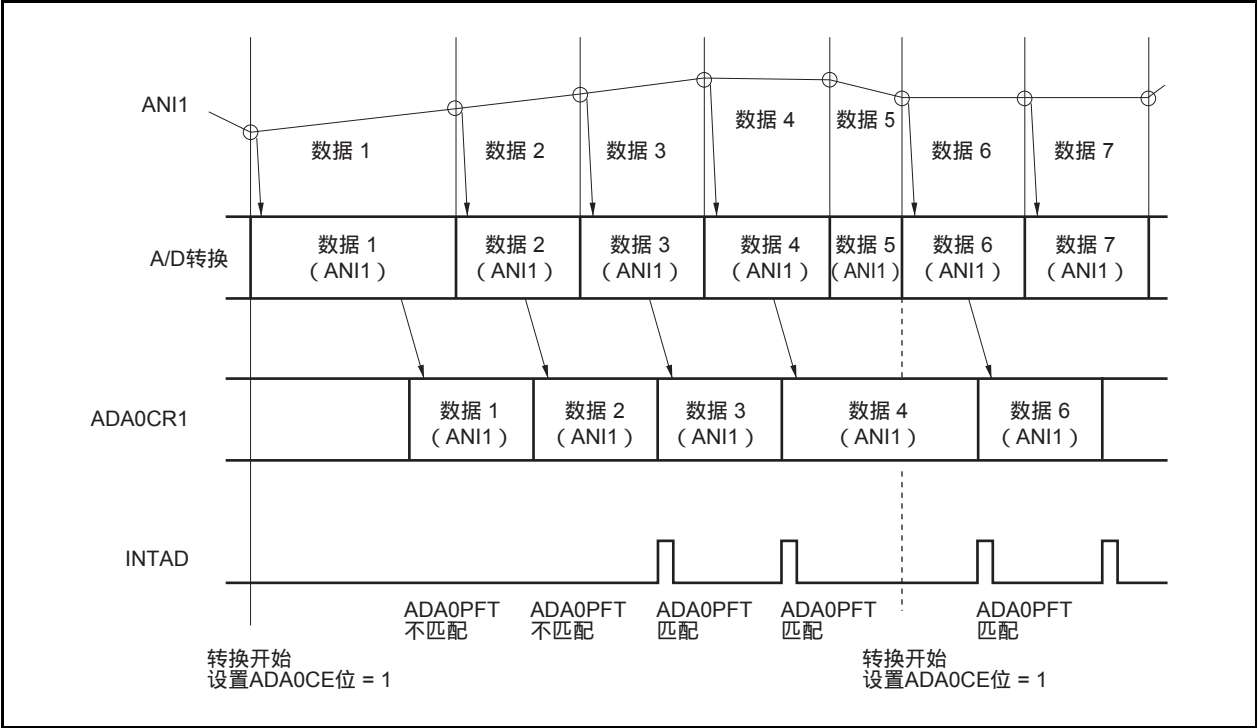 ANI1
数据 1
数据 2
数据 3
数据 4
数据 5
数据 6
数据 7
A/D转换
数据 1
（ANI1）
数据 2
（ANI1）
数据 3
（ANI1）
数据 4
（ANI1）
数据 5
（ANI1）
数据 6
（ANI1）
数据 7
（ANI1）
ADA0CR1
数据 1
（ANI1）
数据 2
（ANI1）
数据 3
（ANI1）
数据 4
（ANI1）
数据 6
（ANI1）
INTAD
ADA0PFT
不匹配
ADA0PFT
不匹配
ADA0PFT
匹配
ADA0PFT
匹配
ADA0PFT
匹配
转换开始
设置ADA0CE位 = 1
转换开始
设置ADA0CE位 = 1